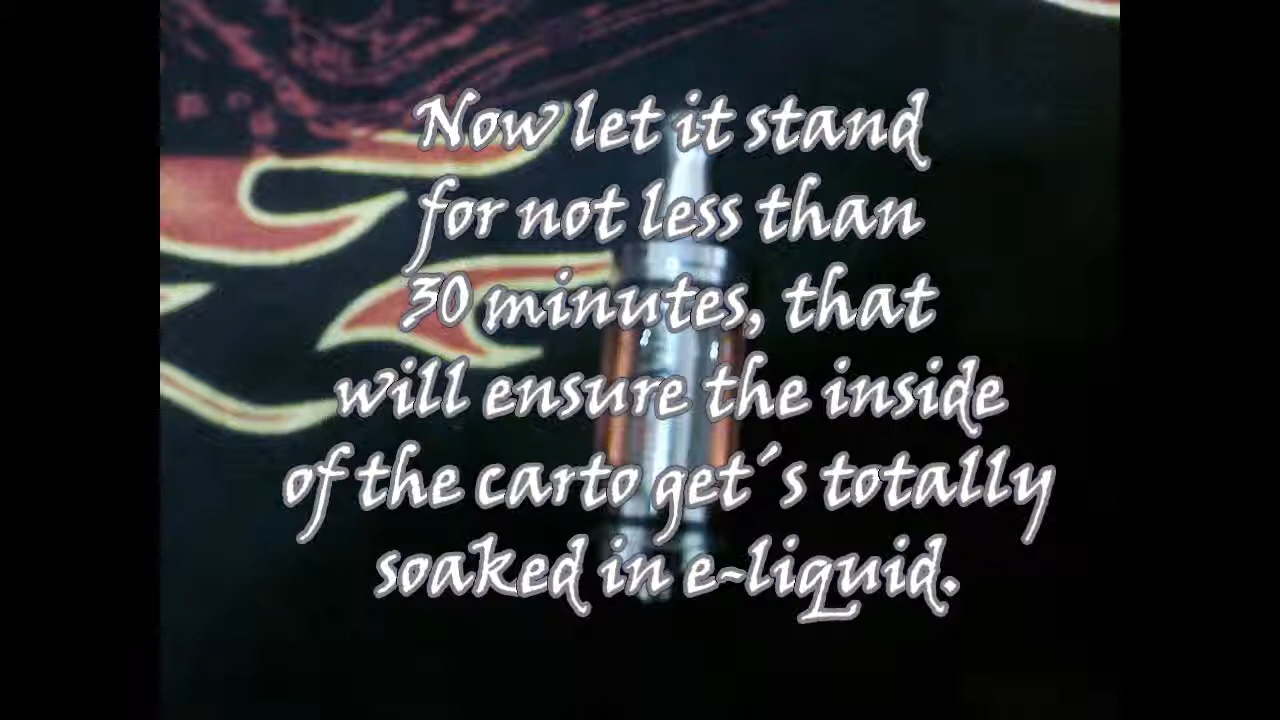 Now let it stand
for not less than
30 minutes, that
will ensure the inside
of the carto get´s totally
soaked in e-liquid.